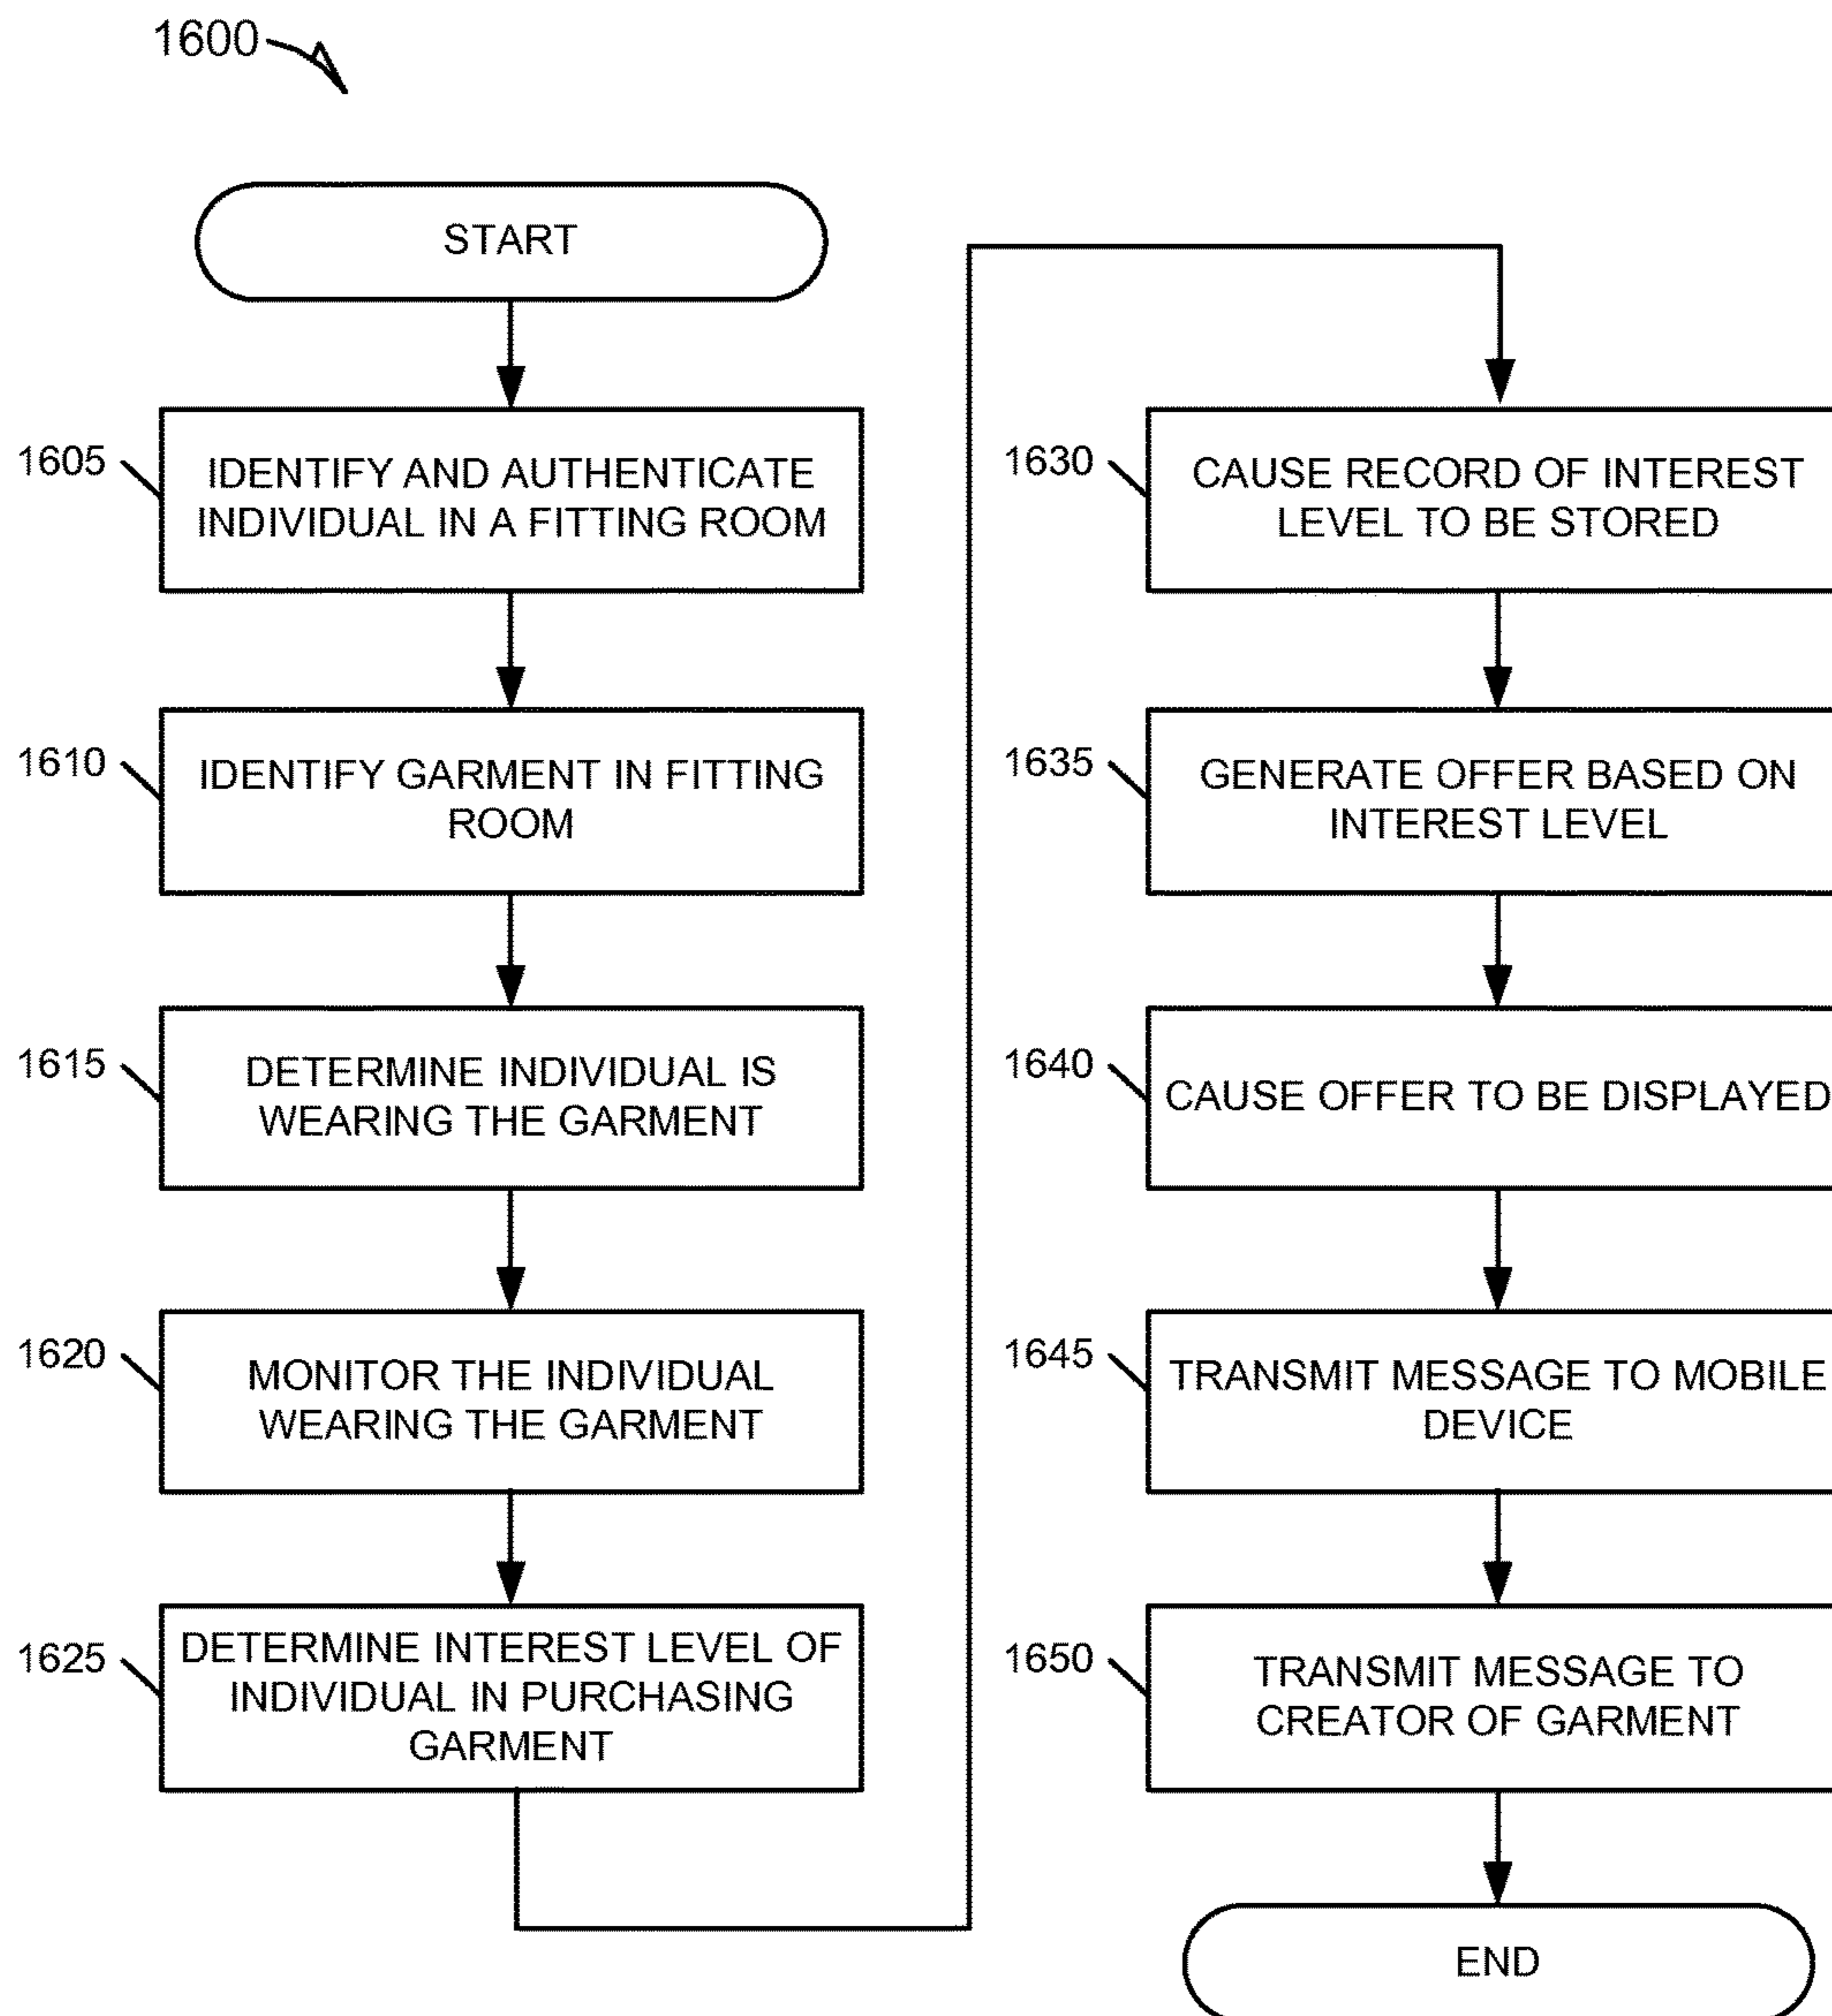 1600
START
1605
IDENTIFY AND AUTHENTICATE
INDIVIDUAL IN A FITTING ROOM
1610
IDENTIFY GARMENT IN FITTING
ROOM
1615
DETERMINE INDIVIDUAL IS
WEARING THE GARMENT
1620
MONITOR THE INDIVIDUAL
WEARING THE GARMENT
1625
DETERMINE INTEREST LEVEL OF
INDIVIDUAL IN PURCHASING
GARMENT
1630
CAUSE RECORD OF INTEREST
LEVEL TO BE STORED
1635
GENERATE OFFER BASED ON
INTEREST LEVEL
1640
CAUSE OFFER TO BE DISPLAYED
1645
TRANSMIT MESSAGE TO MOBILE
DEVICE
1650
TRANSMIT MESSAGE TO
CREATOR OF GARMENT
END